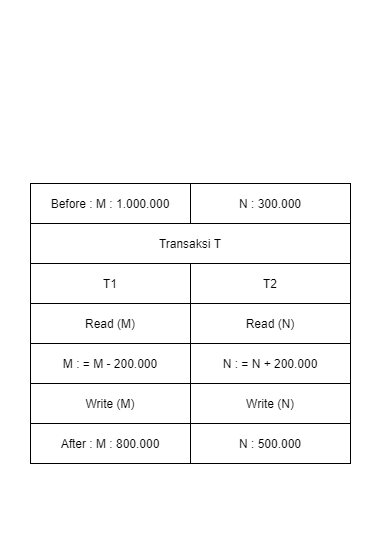 Before : M : 1.000.000
N : 300.000
Transaksi T
T1
T2
Read (M)
Read (N)
M : = M - 200.000
N : = N + 200.000
Write (M)
Write (N)
After : M : 800.000
N : 500.000